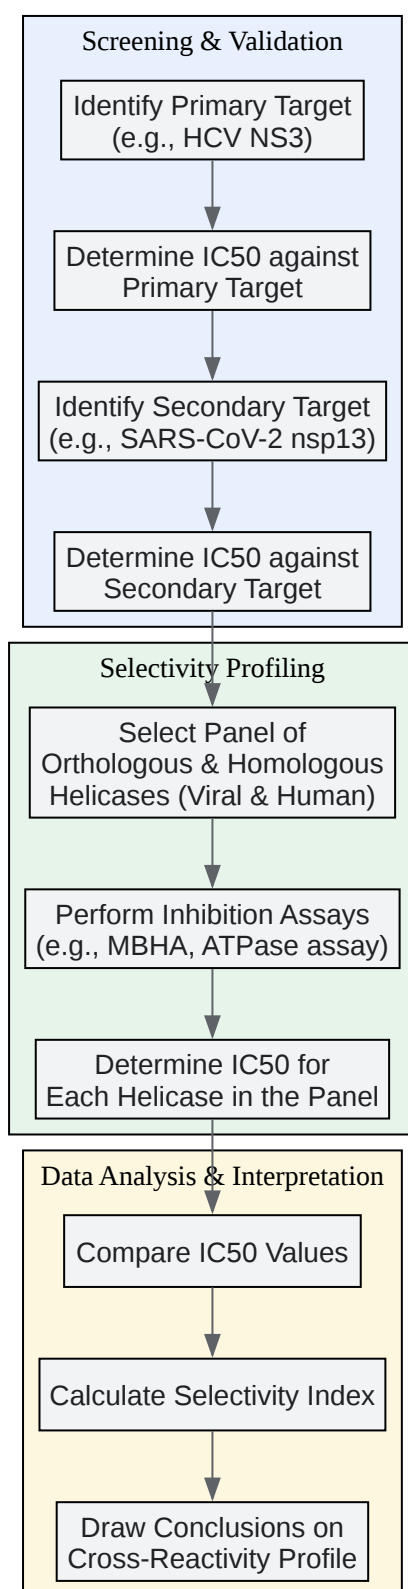 Screening & Validation
Identify Primary Target
(e.g., HCV NS3)
Determine IC50 against
Primary Target
Identify Secondary Target
(e.g., SARS-CoV-2 nsp13)
Determine IC50 against
Secondary Target
Selectivity Profiling
Select Panel of
Orthologous & Homologous
Helicases (Viral & Human)
Perform Inhibition Assays
(e.g., MBHA, ATPase assay)
Determine IC50 for
Each Helicase in the Panel
Data Analysis & Interpretation
Compare IC50 Values
Calculate Selectivity Index
Draw Conclusions on
Cross-Reactivity Profile